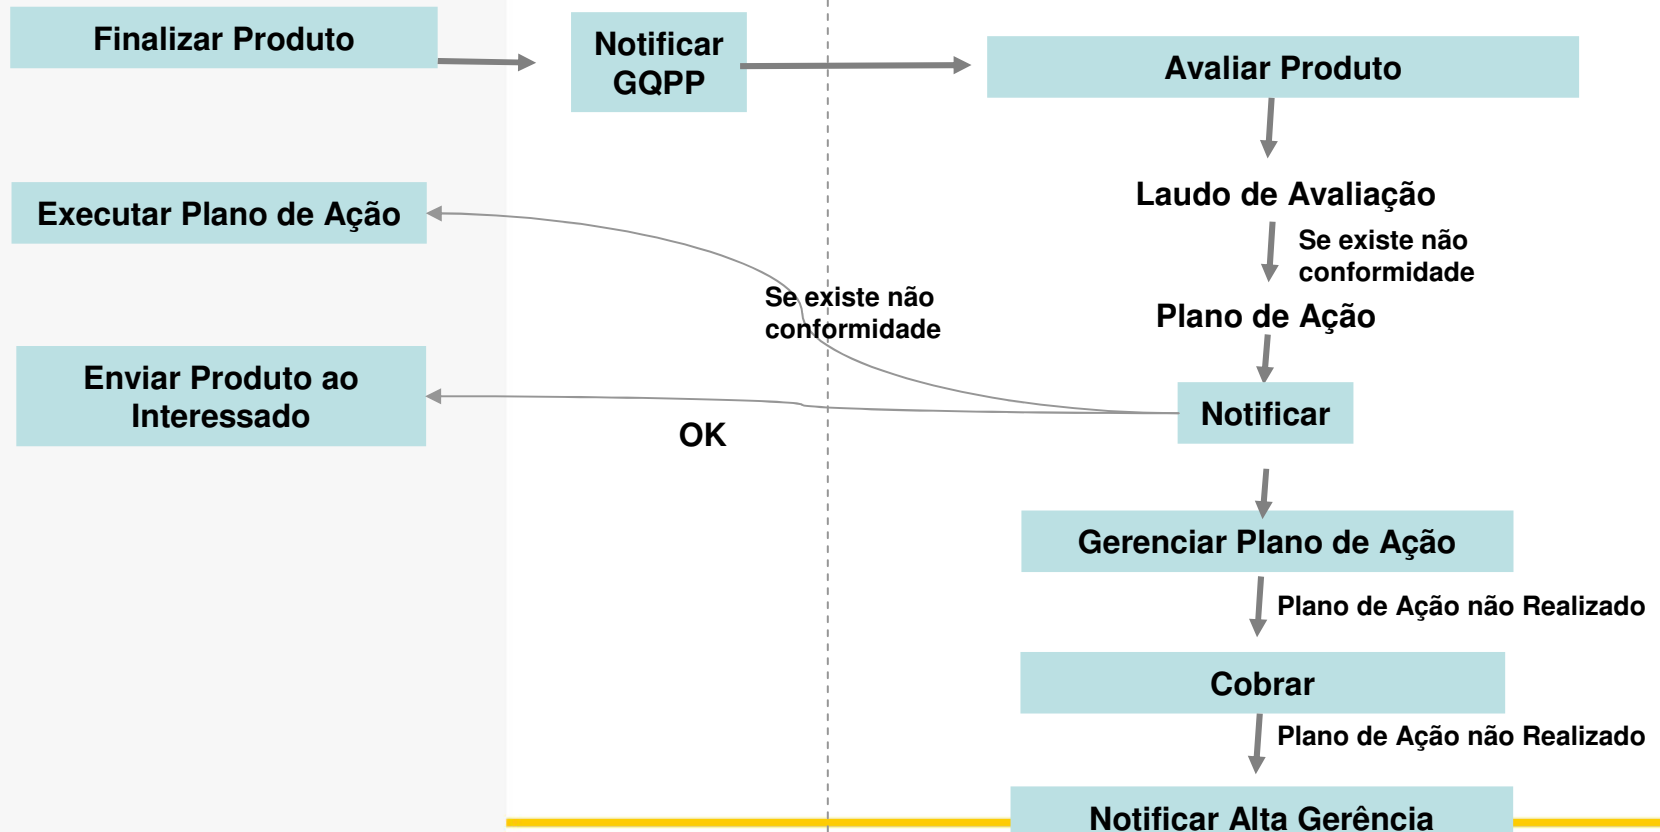 Finalizar Produto
Notificar
GQPP
Avaliar Produto
Laudo de Avaliação
Executar Plano de Ação
Se existe não
conformidade
Se existe não
conformidade
Plano de Ação
Enviar Produto ao
Interessado
Notificar
OK
Gerenciar Plano de Ação
Plano de Ação não Realizado
Cobrar
Plano de Ação não Realizado
Notificar Alta Gerência